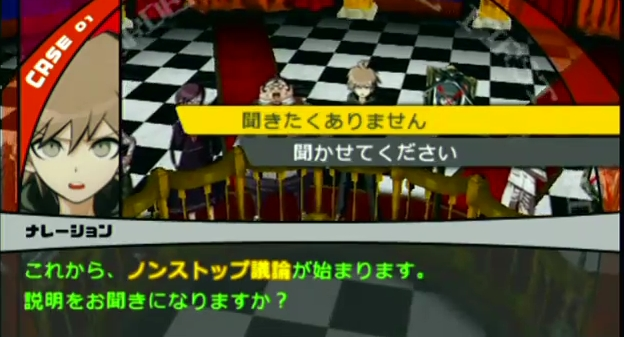 CASE 01
聞きたくありません
聞かせてください
ナレーション
これから、ノンストップ議論が始まります。
説明をお聞きになりますか？